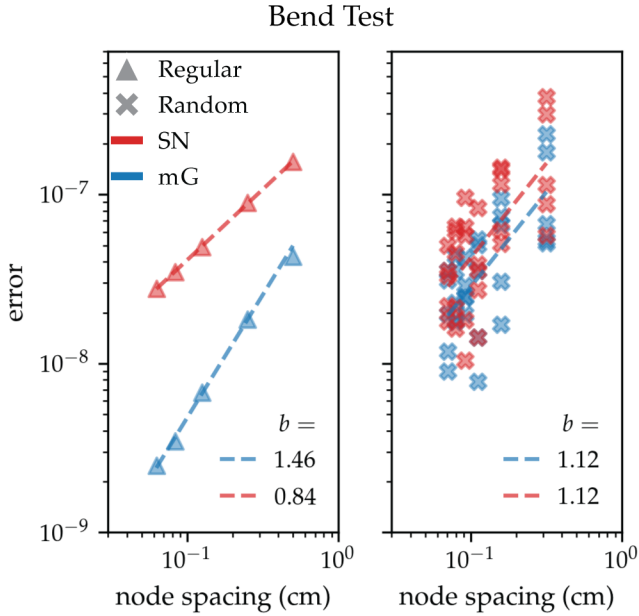 Bend Test
error
Regular
Random
SN
mG
10^{-7}
10^{-8}
10^{-9}
b =
1.46
0.84
10^{-1}
10^{0}
node spacing (cm)
b =
1.12
1.12
10^{-1}
10^{0}
node spacing (cm)